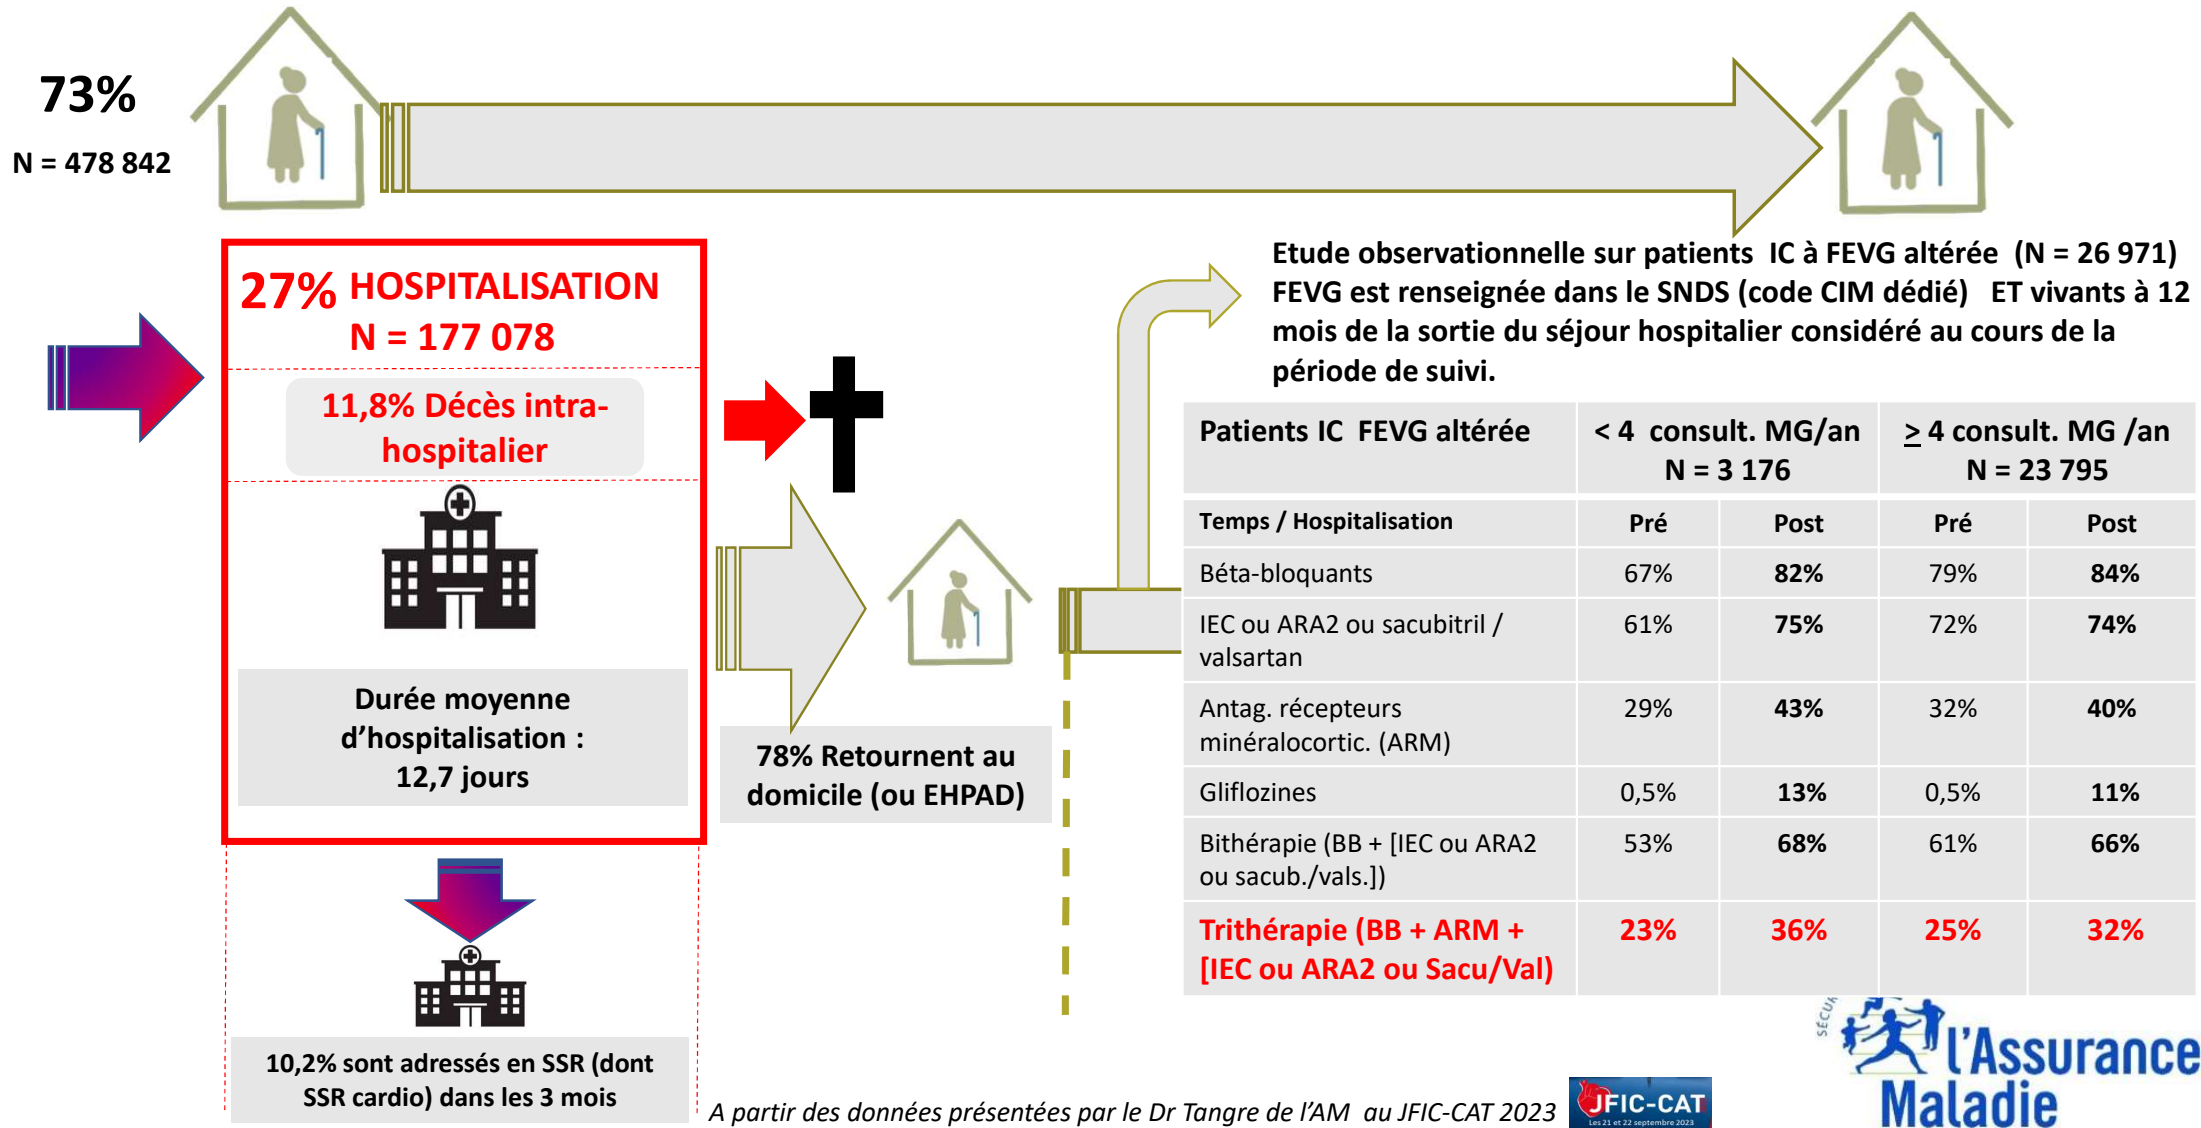 73%
N = 478 842
27% HOSPITALISATION
N = 177 078
11,8% Décès intra-
hospitalier
Durée moyenne
d'hospitalisation :
12,7 jours
10,2% sont adressés en SSR (dont
SSR cardio) dans les 3 mois
78% Retournent au
domicile (ou EHPAD)
Etude observationnelle sur patients IC à FEVG altérée (N = 26 971)
FEVG est renseignée dans le SNDS (code CIM dédié) ET vivants à 12
mois de la sortie du séjour hospitalier considéré au cours de la
période de suivi.
Patients IC FEVG altérée < 4 consult. MG/an ≥ 4 consult. MG /an
N = 3 176 N = 23 795
Temps / Hospitalisation Pré Post Pré Post
Béta-bloquants 67% 82% 79% 84%
IEC ou ARA2 ou sacubitril / 61% 75% 72% 74%
valsartan
Antag. récepteurs 29% 43% 32% 40%
minéralocortic. (ARM)
Gliflozines 0,5% 13% 0,5% 11%
Bithérapie (BB + [IEC ou ARA2 53% 68% 61% 66%
ou sacub./vals.])
Trithérapie (BB + ARM + 23% 36% 25% 32%
[IEC ou ARA2 ou Sacu/Val)
A partir des données présentées par le Dr Tangre de l'AM au JFIC-CAT 2023
JFIC-CAT
Les 21 et 22 septembre 2023
l'Assurance
Maladie